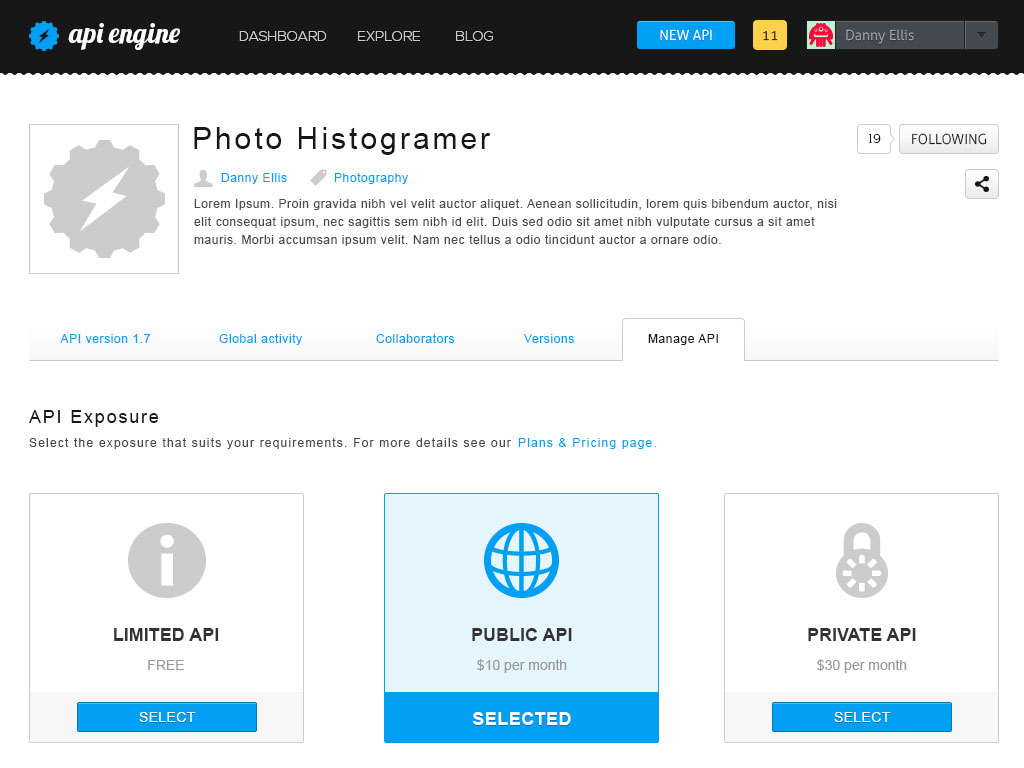 api engine
DASHBOARD
EXPLORE
BLOG
NEW API
11
Danny Ellis
Photo Histogramer
19
FOLLOWING
Danny Ellis
Photography
Lorem Ipsum. Proin gravida nibh vel velit auctor aliquet. Aenean sollicitudin, lorem quis bibendum auctor, nisi
elit consequat ipsum, nec sagittis sem nibh id elit. Duis sed odio sit amet nibh vulputate cursus a sit amet
mauris. Morbi accumsan ipsum velit. Nam nec tellus a odio tincidunt auctor a ornare odio.
API version 1.7
Global activity
Collaborators
Versions
Manage API
API Exposure
Select the exposure that suits your requirements. For more details see our Plans & Pricing page.
LIMITED API
FREE
SELECT
PUBLIC API
$10 per month
SELECTED
PRIVATE API
$30 per month
SELECT